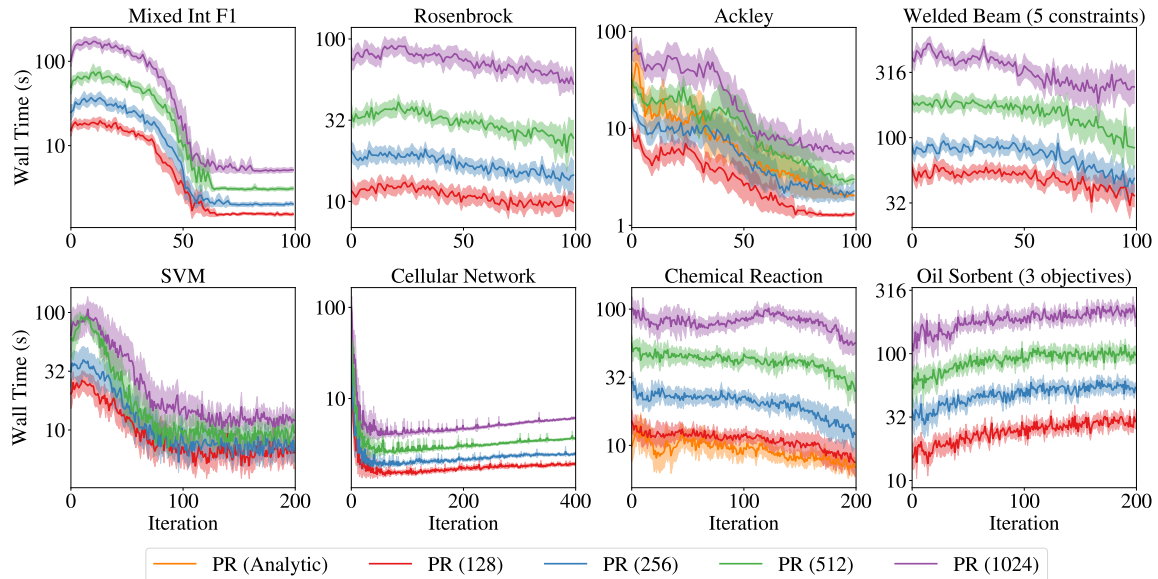 Mixed Int F1
Rosenbrock
Ackley
Welded Beam (5 constraints)
Wall Time (s)
100
10
0
50
100
100
32
10
0
50
100
100
10
1
0
50
100
316
100
32
0
50
100
SVM
Cellular Network
Chemical Reaction
Oil Sorbent (3 objectives)
Wall Time (s)
100
32
10
0
100
200
Iteration
100
10
0
200
400
Iteration
100
32
10
0
100
200
Iteration
316
100
32
10
0
100
200
Iteration
PR (Analytic)
PR (128)
PR (256)
PR (512)
PR (1024)